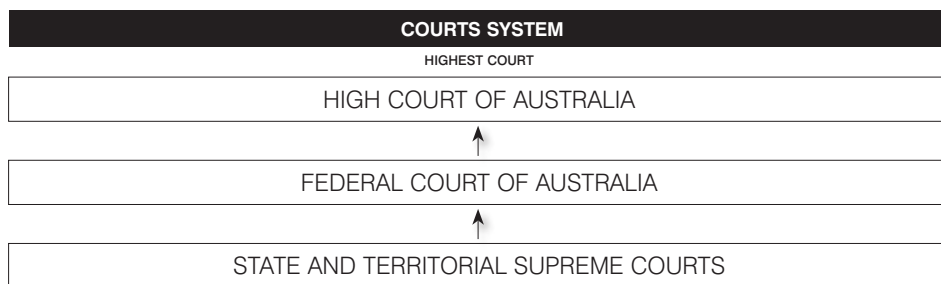 COURTS SYSTEM
HIGHEST COURT
HIGH COURT OF AUSTRALIA
FEDERAL COURT OF AUSTRALIA
STATE AND TERRITORIAL SUPREME COURTS